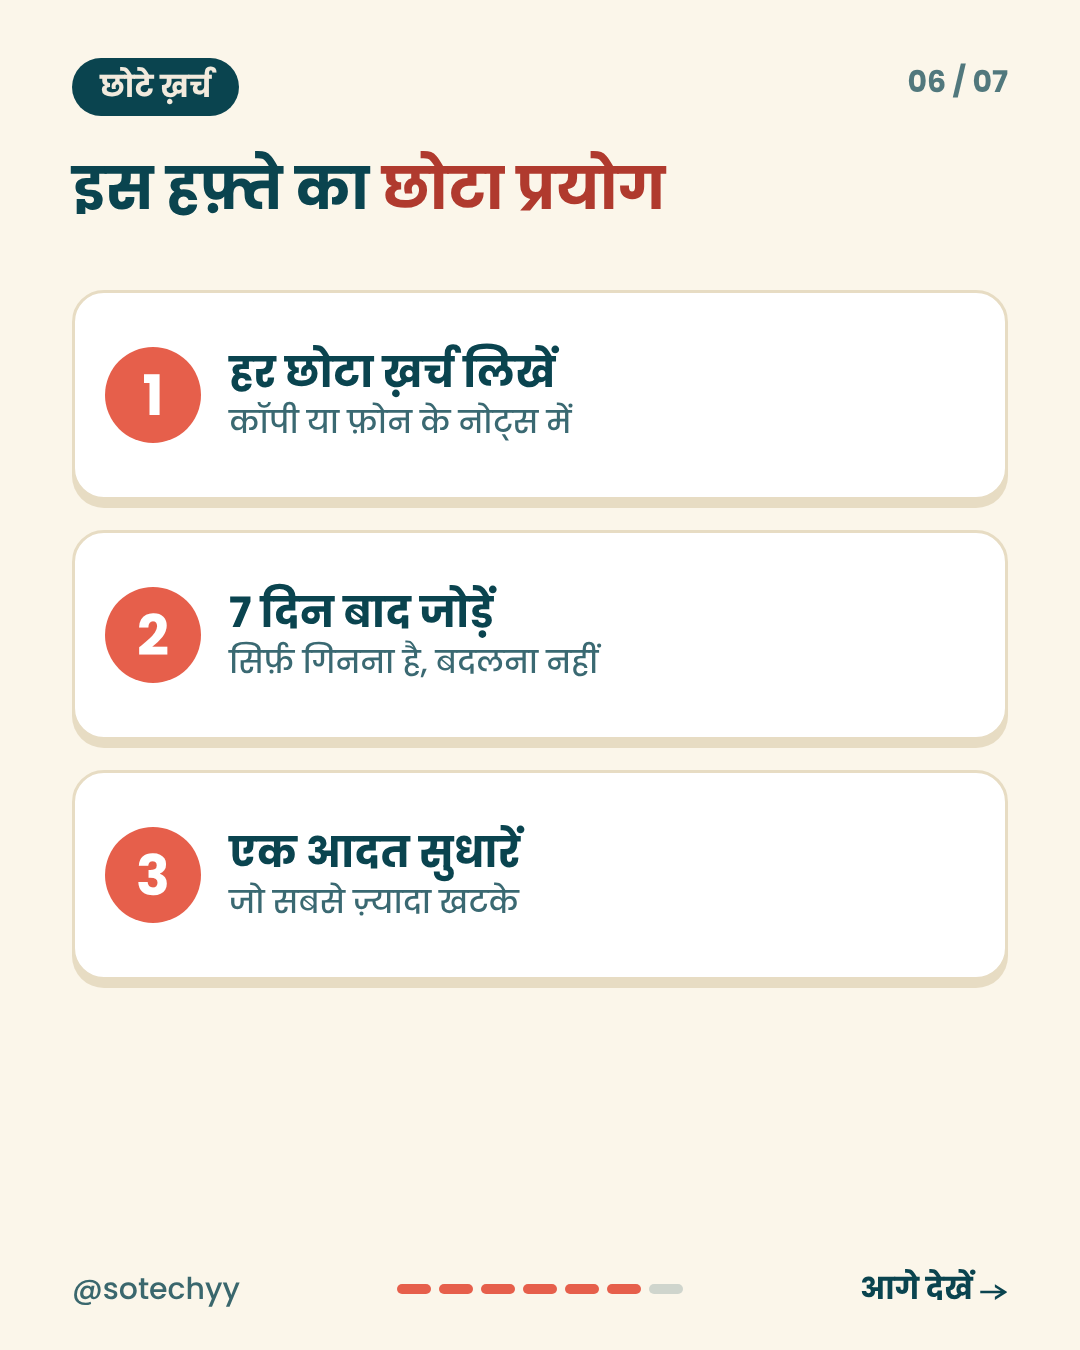 छोटे ख़र्च
06 / 07
इस हफ़्ते का छोटा प्रयोग
1
हर छोटा ख़र्च लिखें
कॉपी या फ़ोन के नोट्स में
2
7 दिन बाद जोड़ें
सिर्फ़ गिनना है, बदलना नहीं
3
एक आदत सुधारें
जो सबसे ज़्यादा खटके
@sotechyy
आगे देखें →